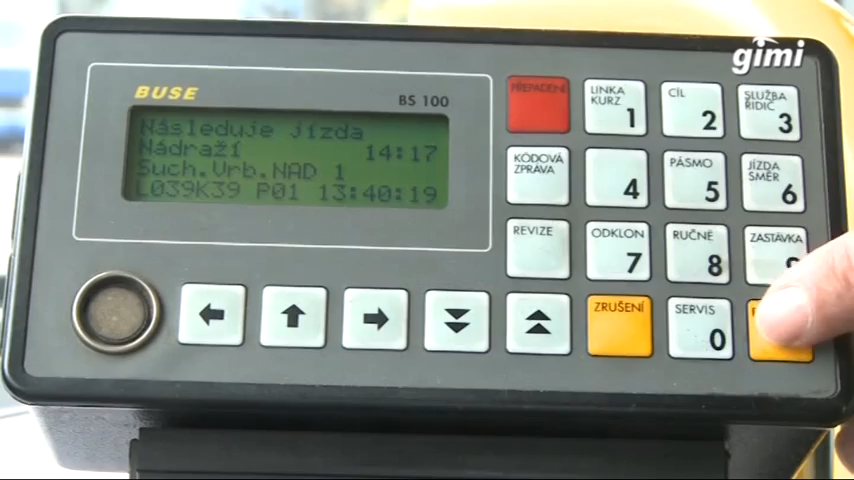 gimi
BUSE
BS 100
Následuje jízda
Nádraží 14:17
Such.Vrb.NAD 1
L039K39 P01 13:40:19
PŘEPADENÍ
LINKA KURZ 1
CÍL 2
SLUŽBA ŘIDIČ 3
KÓDOVÁ ZPRÁVA
4
PÁSMO 5
JÍZDA SMĚR 6
REVIZE
ODKLON 7
RUČNĚ 8
ZASTÁVKA 9
ZRUŠENÍ
SERVIS 0